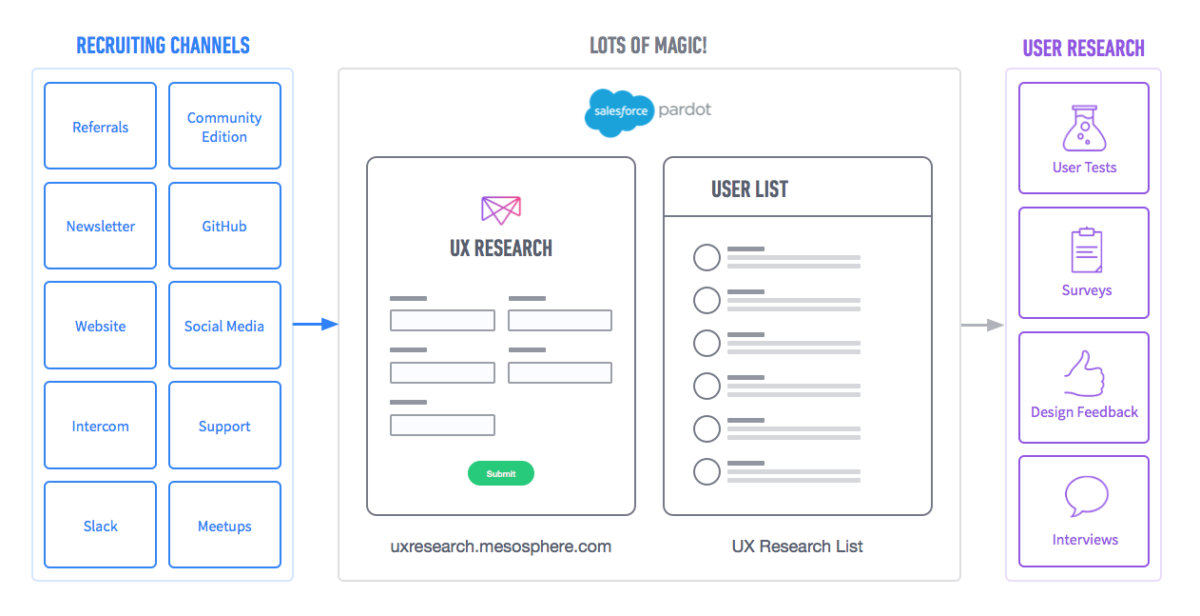 RECRUITING CHANNELS
LOTS OF MAGIC!
USER RESEARCH
Referrals
Community
Edition
Newsletter
GitHub
Website
Social Media
Intercom
Support
Slack
Meetups
salesforce pardot
UX RESEARCH
Submit
uxresearch.mesosphere.com
USER LIST
UX Research List
User Tests
Surveys
Design Feedback
Interviews